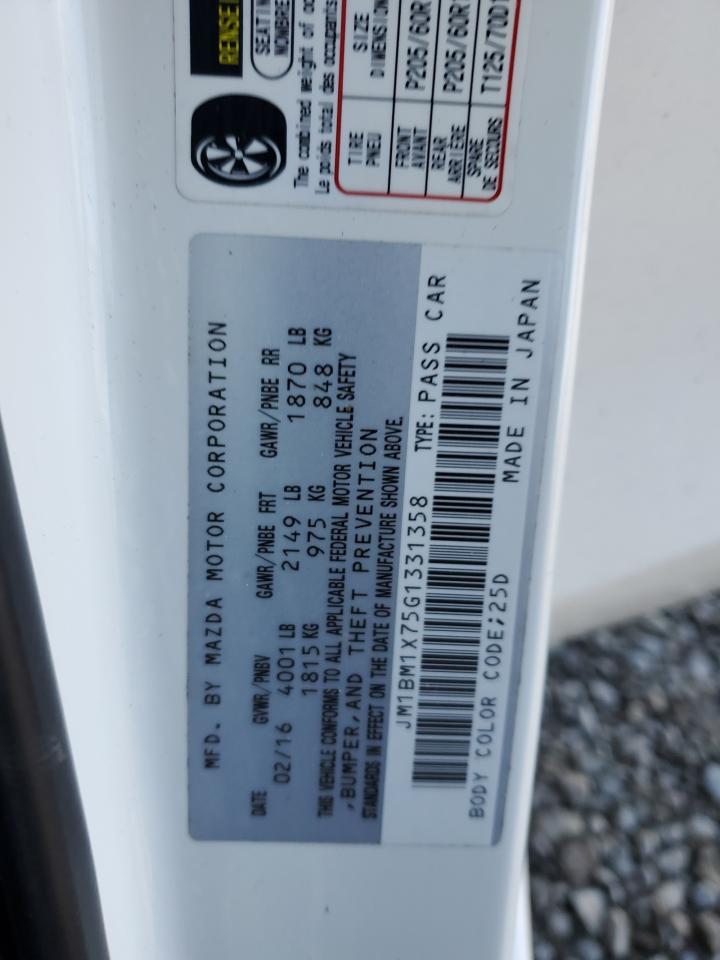 RENSE
SEATIN
NOMBRE
The combined weight of oc
Le poids total des occupants
TIRE SIZE
PNEU DIMENSION
FRONT P205/60R
AVANT
REAR P205/60R1
ARRIÈRE
SPARE T125/70D1
DE SECOURS
MFD. BY MAZDA MOTOR CORPORATION
DATE GVWR/PNBV GAWR/PNBE FRT GAWR/PNBE RR
02/16 4001 LB 2149 LB 1870 LB
1815 KG 975 KG 848 KG
THIS VEHICLE CONFORMS TO ALL APPLICABLE FEDERAL MOTOR VEHICLE SAFETY
,BUMPER,AND THEFT PREVENTION
STANDARDS IN EFFECT ON THE DATE OF MANUFACTURE SHOWN ABOVE.
JM1BM1X75G1331358 TYPE: PASS CAR
BODY COLOR CODE;25D MADE IN JAPAN